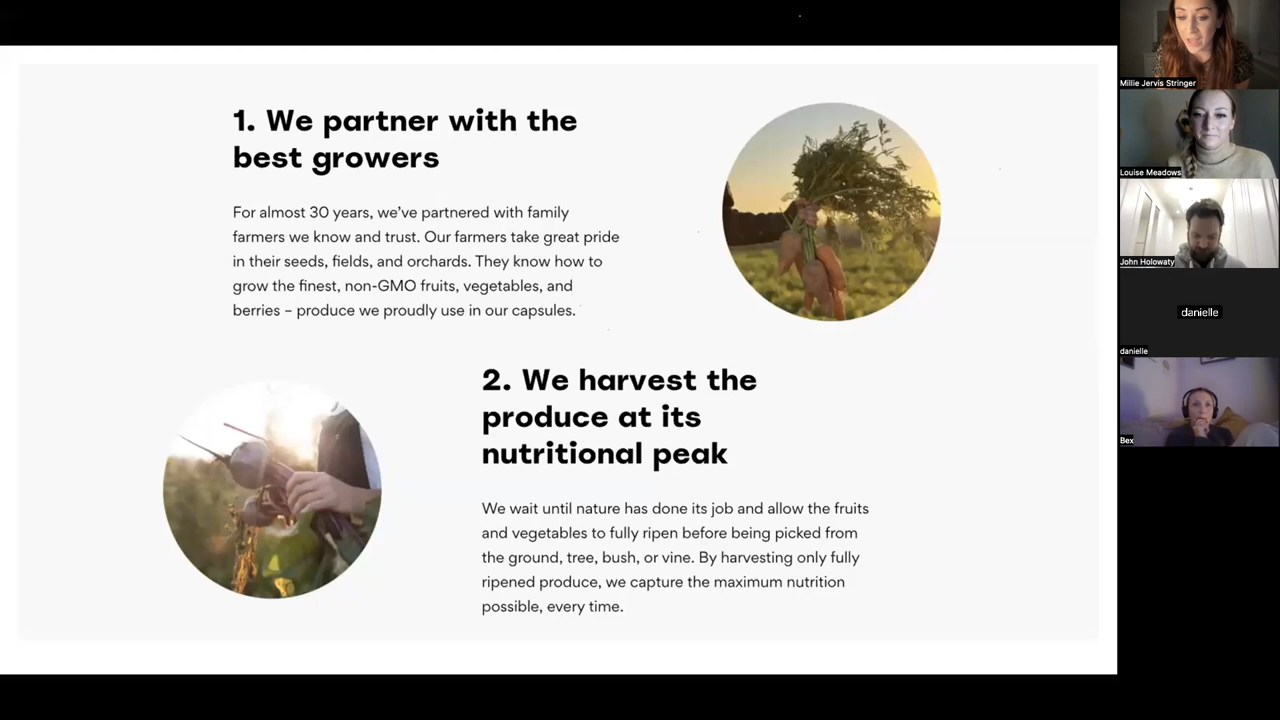 1. We partner with the
best growers
For almost 30 years, we’ve partnered with family
farmers we know and trust. Our farmers take great pride
in their seeds, fields, and orchards. They know how to
grow the finest, non-GMO fruits, vegetables, and
berries – produce we proudly use in our capsules.
2. We harvest the
produce at its
nutritional peak
We wait until nature has done its job and allow the fruits
and vegetables to fully ripen before being picked from
the ground, tree, bush, or vine. By harvesting only fully
ripened produce, we capture the maximum nutrition
possible, every time.
Millie Jervis Stringer
Louise Meadows
John Holowaty
danielle
danielle
Bex